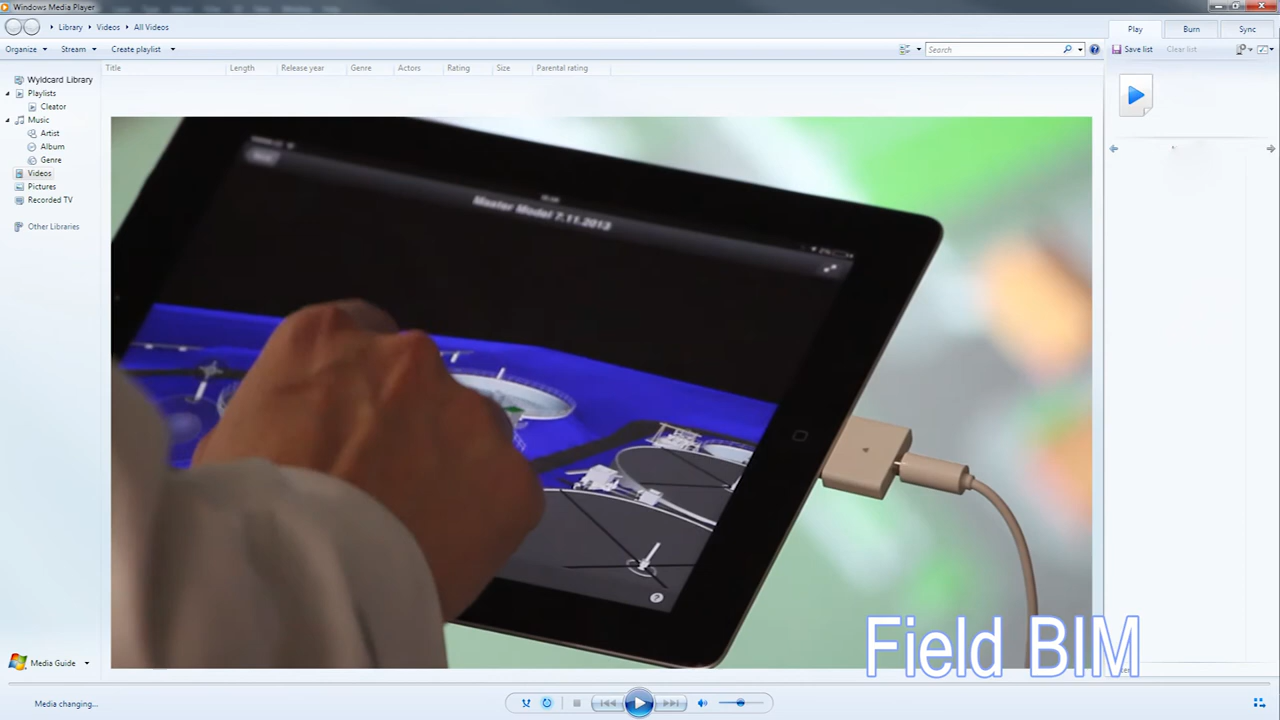 Windows Media Player
Library Videos All Videos
Organize Stream Create playlist
Search
Play Burn Sync
Save list Clear list
Title Length Release year Genre Actors Rating Size Parental rating
Wyldcard Library
Playlists
Cleator
Music
Artist
Album
Genre
Videos
Pictures
Recorded TV
Other Libraries
Master Model 7.11.2013
?
Field BIM
Media Guide
Media changing...